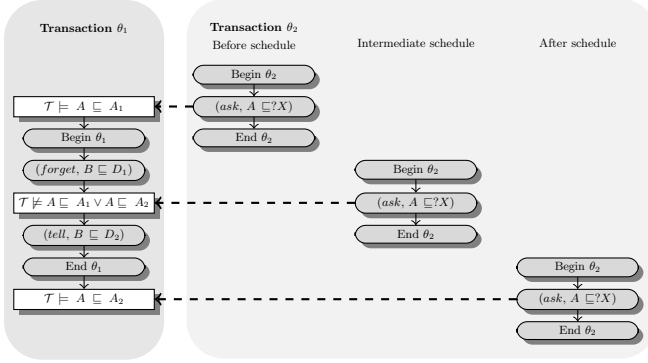 Transaction θ₁
𝒯 ⊨ A ⊑ A₁
Begin θ₁
(forget, B ⊑ D₁)
𝒯 ⊭ A ⊑ A₁ ∨ A ⊑ A₂
(tell, B ⊑ D₂)
End θ₁
𝒯 ⊨ A ⊑ A₂
Transaction θ₂
Before schedule
Begin θ₂
(ask, A ⊑?X)
End θ₂
Intermediate schedule
Begin θ₂
(ask, A ⊑?X)
End θ₂
After schedule
Begin θ₂
(ask, A ⊑?X)
End θ₂